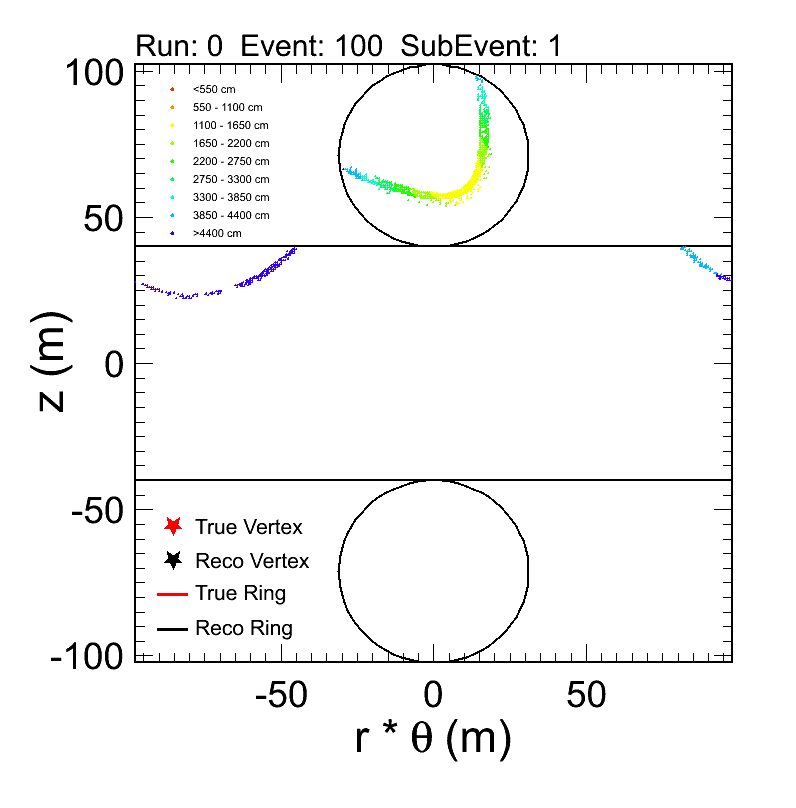 Run: 0 Event: 100 SubEvent: 1
100
<550 cm
550 - 1100 cm
1100 - 1650 cm
1650 - 2200 cm
2200 - 2750 cm
2750 - 3300 cm
3300 - 3850 cm
3850 - 4400 cm
>4400 cm
50
0
z (m)
-50
True Vertex
Reco Vertex
True Ring
Reco Ring
-100
-50 0 50
r * θ (m)